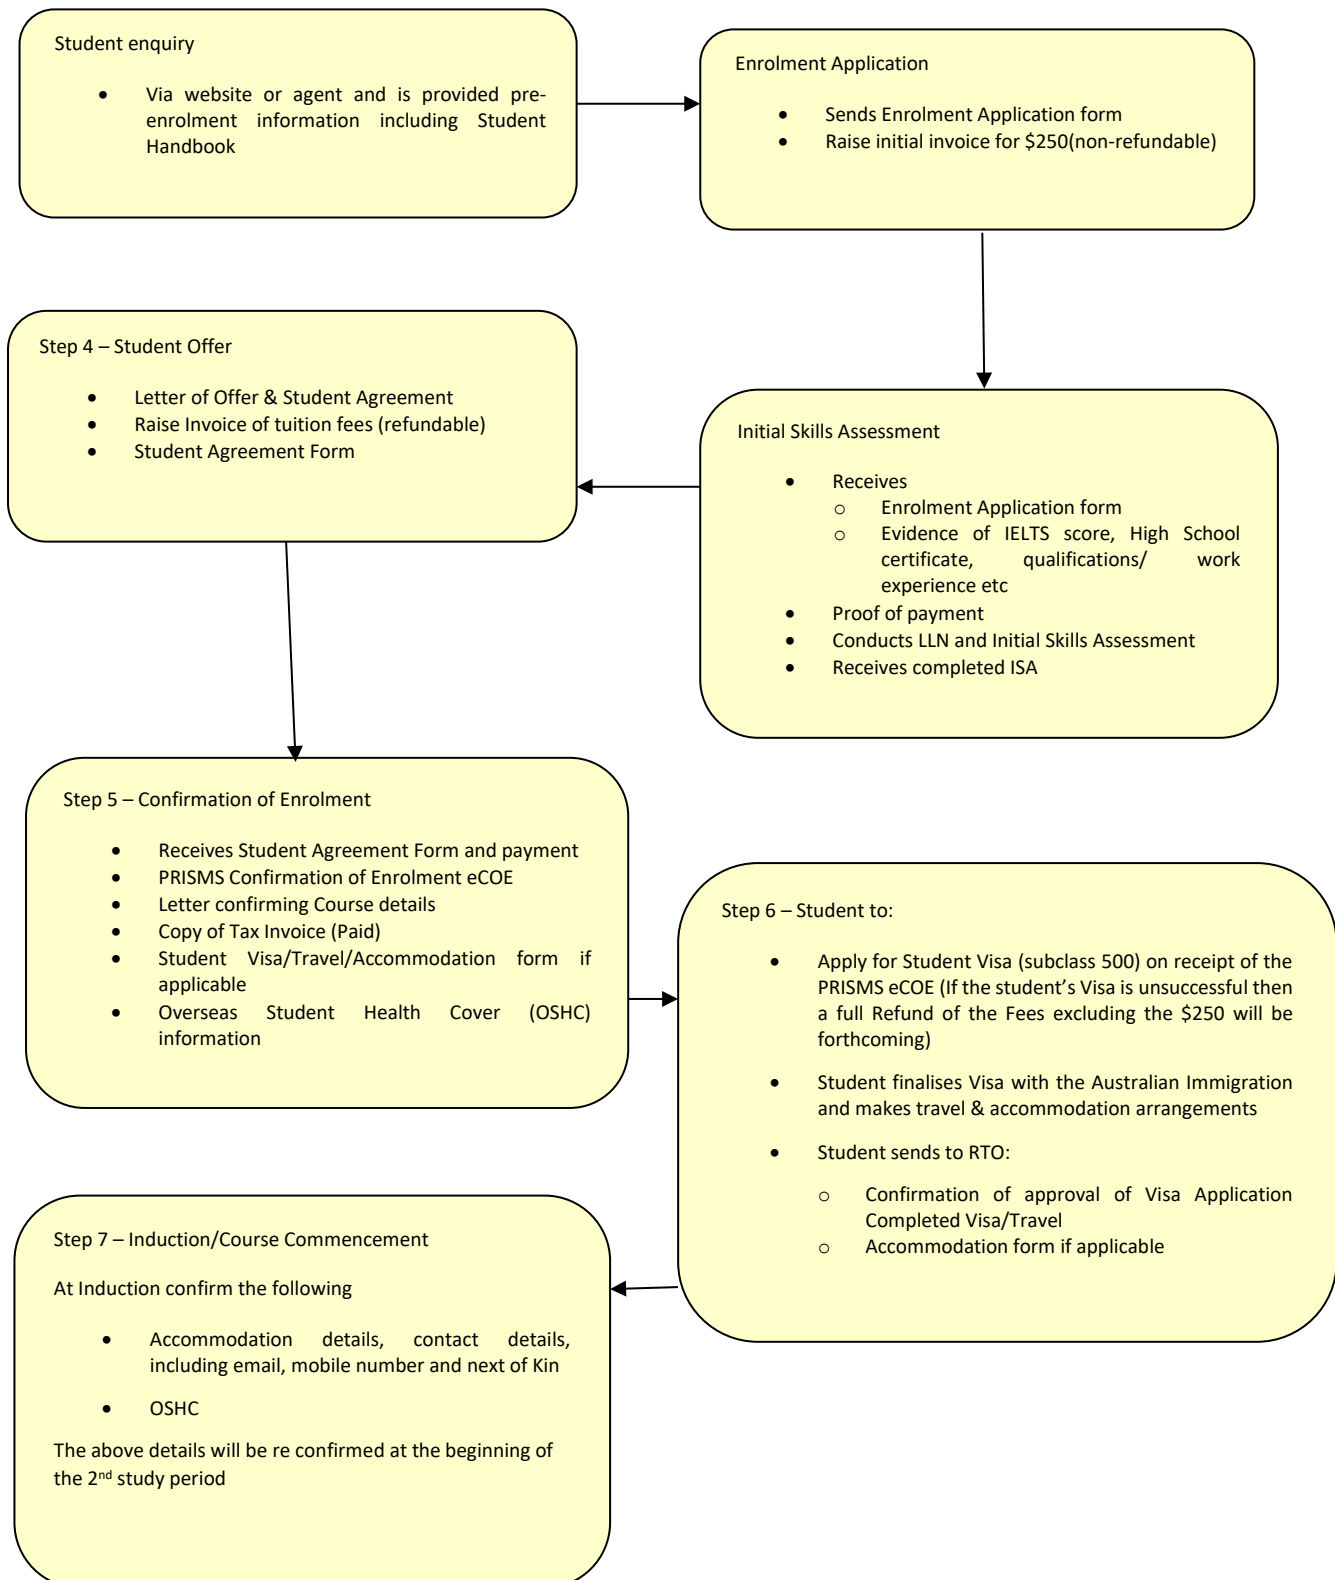 Student enquiry
• Via website or agent and is provided pre-
enrolment information including Student
Handbook
Enrolment Application
• Sends Enrolment Application form
• Raise initial invoice for $250(non-refundable)
Initial Skills Assessment
• Receives
o Enrolment Application form
o Evidence of IELTS score, High School
certificate, qualifications/ work
experience etc
• Proof of payment
• Conducts LLN and Initial Skills Assessment
• Receives completed ISA
Step 4 – Student Offer
• Letter of Offer & Student Agreement
• Raise Invoice of tuition fees (refundable)
• Student Agreement Form
Step 5 – Confirmation of Enrolment
• Receives Student Agreement Form and payment
• PRISMS Confirmation of Enrolment eCOE
• Letter confirming Course details
• Copy of Tax Invoice (Paid)
• Student Visa/Travel/Accommodation form if
applicable
• Overseas Student Health Cover (OSHC)
information
Step 6 – Student to:
• Apply for Student Visa (subclass 500) on receipt of the
PRISMS eCOE (If the student’s Visa is unsuccessful then
a full Refund of the Fees excluding the $250 will be
forthcoming)
• Student finalises Visa with the Australian Immigration
and makes travel & accommodation arrangements
• Student sends to RTO:
o Confirmation of approval of Visa Application
Completed Visa/Travel
o Accommodation form if applicable
Step 7 – Induction/Course Commencement
At Induction confirm the following
• Accommodation details, contact details,
including email, mobile number and next of Kin
• OSHC
The above details will be re confirmed at the beginning of
the 2nd study period